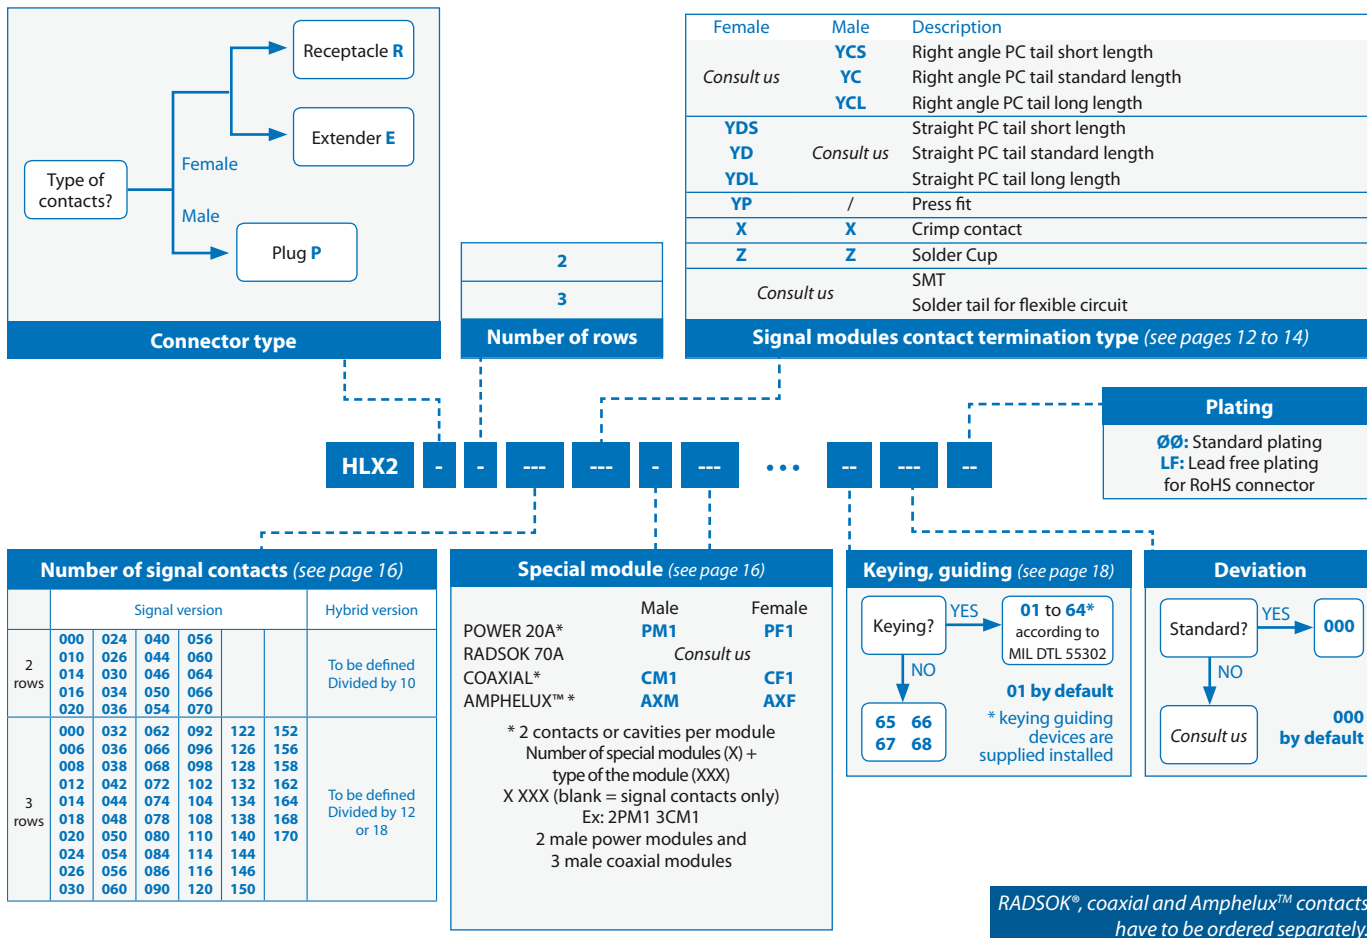 Receptacle R
Extender E
Female
Type of
contacts?
Male
Plug P
Connector type
2
3
Number of rows
Female Male Description
YCS Right angle PC tail short length
Consult us YC Right angle PC tail standard length
YCL Right angle PC tail long length
YDS Straight PC tail short length
YD Consult us Straight PC tail standard length
YDL Straight PC tail long length
YP / Press fit
X X Crimp contact
Z Z Solder Cup
Consult us SMT
Solder tail for flexible circuit
Signal modules contact termination type (see pages 12 to 14)
Plating
ØØ: Standard plating
LF: Lead free plating
for RoHS connector
HLX2 - - --- --- - --- ••• -- --- --
Number of signal contacts (see page 16)
Signal version Hybrid version
2
rows
000 024 040 056
010 026 044 060
014 030 046 064
016 034 050 066
020 036 054 070
To be defined
Divided by 10
3
rows
000 032 062 092 122 152
006 036 066 096 126 156
008 038 068 098 128 158
012 042 072 102 132 162
014 044 074 104 134 164
018 048 078 108 138 168
020 050 080 110 140 170
024 054 084 114 144
026 056 086 116 146
030 060 090 120 150
To be defined
Divided by 12
or 18
Special module (see page 16)
Male Female
POWER 20A* PM1 PF1
RADSOK 70A Consult us
COAXIAL* CM1 CF1
AMPHELUX™ * AXM AXF
* 2 contacts or cavities per module
Number of special modules (X) +
type of the module (XXX)
X XXX (blank = signal contacts only)
Ex: 2PM1 3CM1
2 male power modules and
3 male coaxial modules
Keying, guiding (see page 18)
Keying?
YES
01 to 64*
according to
MIL DTL 55302
NO
65 66
67 68
01 by default
* keying guiding
devices are
supplied installed
Deviation
Standard?
YES
000
NO
Consult us
000
by default
RADSOK®, coaxial and Amphelux™ contacts
have to be ordered separately.